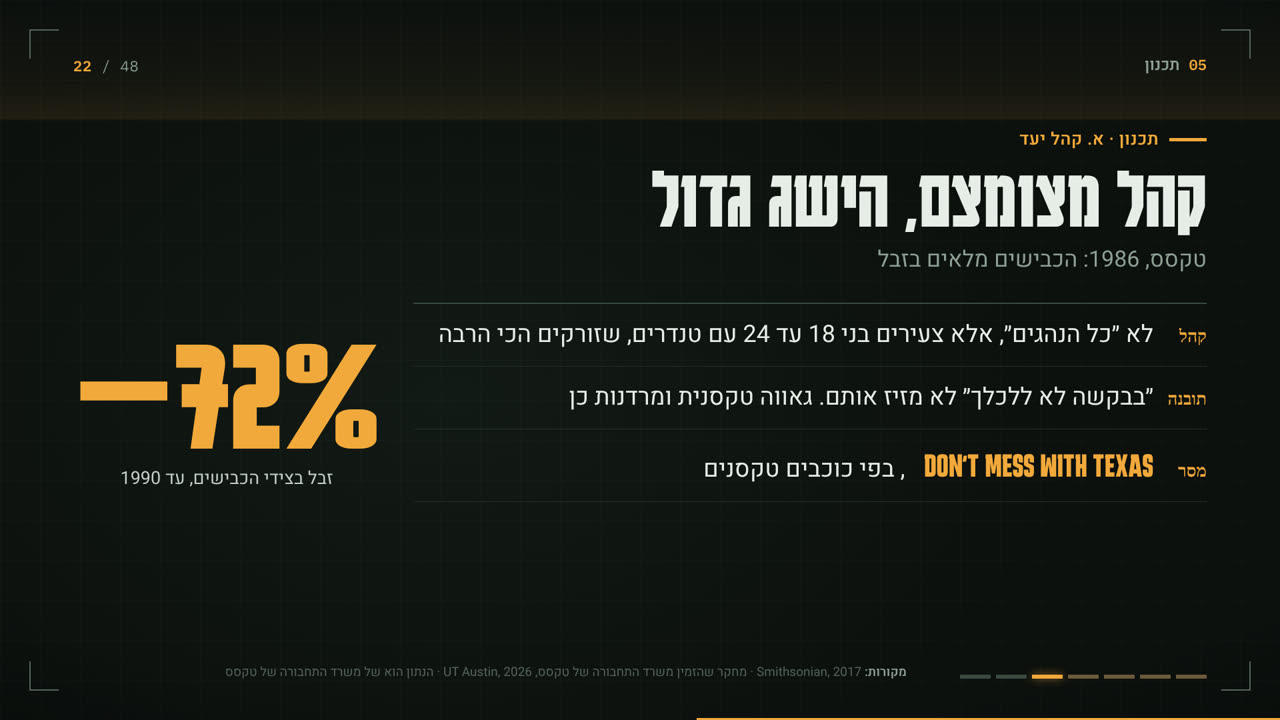 05 תכנון
22 / 48
תכנון · א. קהל יעד
קהל מצומצם, הישג גדול
טקסס, 1986: הכבישים מלאים בזבל
קהל לא "כל הנהגים", אלא צעירים בני 18 עד 24 עם טנדרים, שזורקים הכי הרבה
תובנה "בבקשה לא ללכלך" לא מזיז אותם. גאווה טקסנית ומרדנות כן
מסר DON'T MESS WITH TEXAS , בפי כוכבים טקסנים
–72%
זבל בצידי הכבישים, עד 1990
מקורות: Smithsonian, 2017 · מחקר שהזמין משרד התחבורה של טקסס, UT Austin, 2026 · הנתון הוא של משרד התחבורה של טקסס